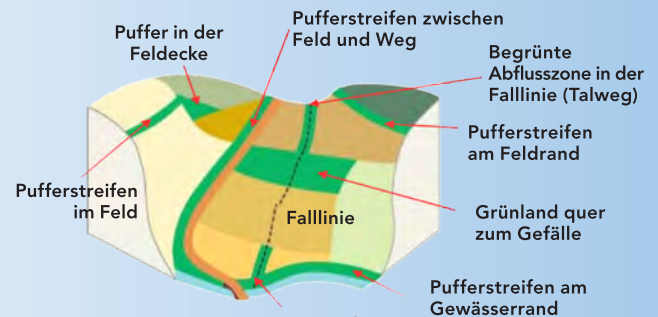 Pufferstreifen zwischen
Feld und Weg
Puffer in der
Feldecke
Begrünte
Abflusszone in der
Falllinie (Talweg)
Pufferstreifen
am Feldrand
Pufferstreifen
im Feld
Falllinie
Grünland quer
zum Gefälle
Pufferstreifen am
Gewässerrand